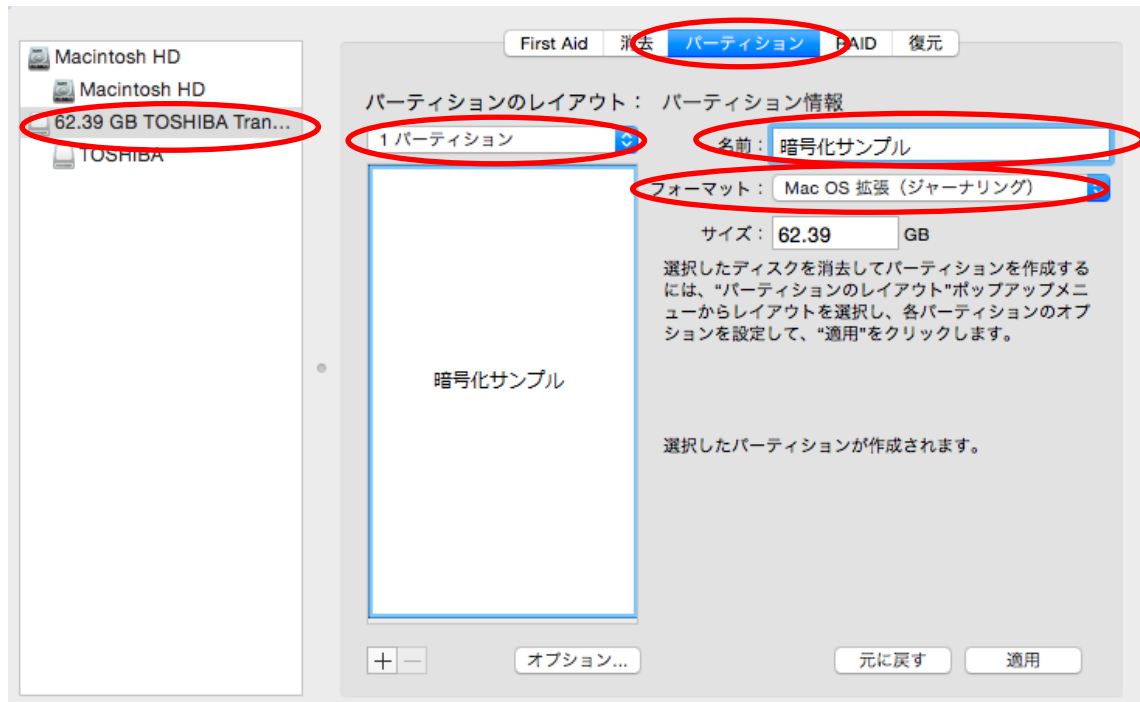 Macintosh HD
Macintosh HD
62.39 GB TOSHIBA Tran...
TOSHIBA
First Aid
消去
パーティション
RAID
復元
パーティションのレイアウト：
1 パーティション
暗号化サンプル
パーティション情報
名前：
暗号化サンプル
フォーマット：
Mac OS 拡張（ジャーナリング）
サイズ：
62.39
GB
選択したディスクを消去してパーティションを作成する
には、“パーティションのレイアウト”ポップアップメニ
ューからレイアウトを選択し、各パーティションのオプ
ションを設定して、“適用”をクリックします。
選択したパーティションが作成されます。
オプション...
元に戻す
適用